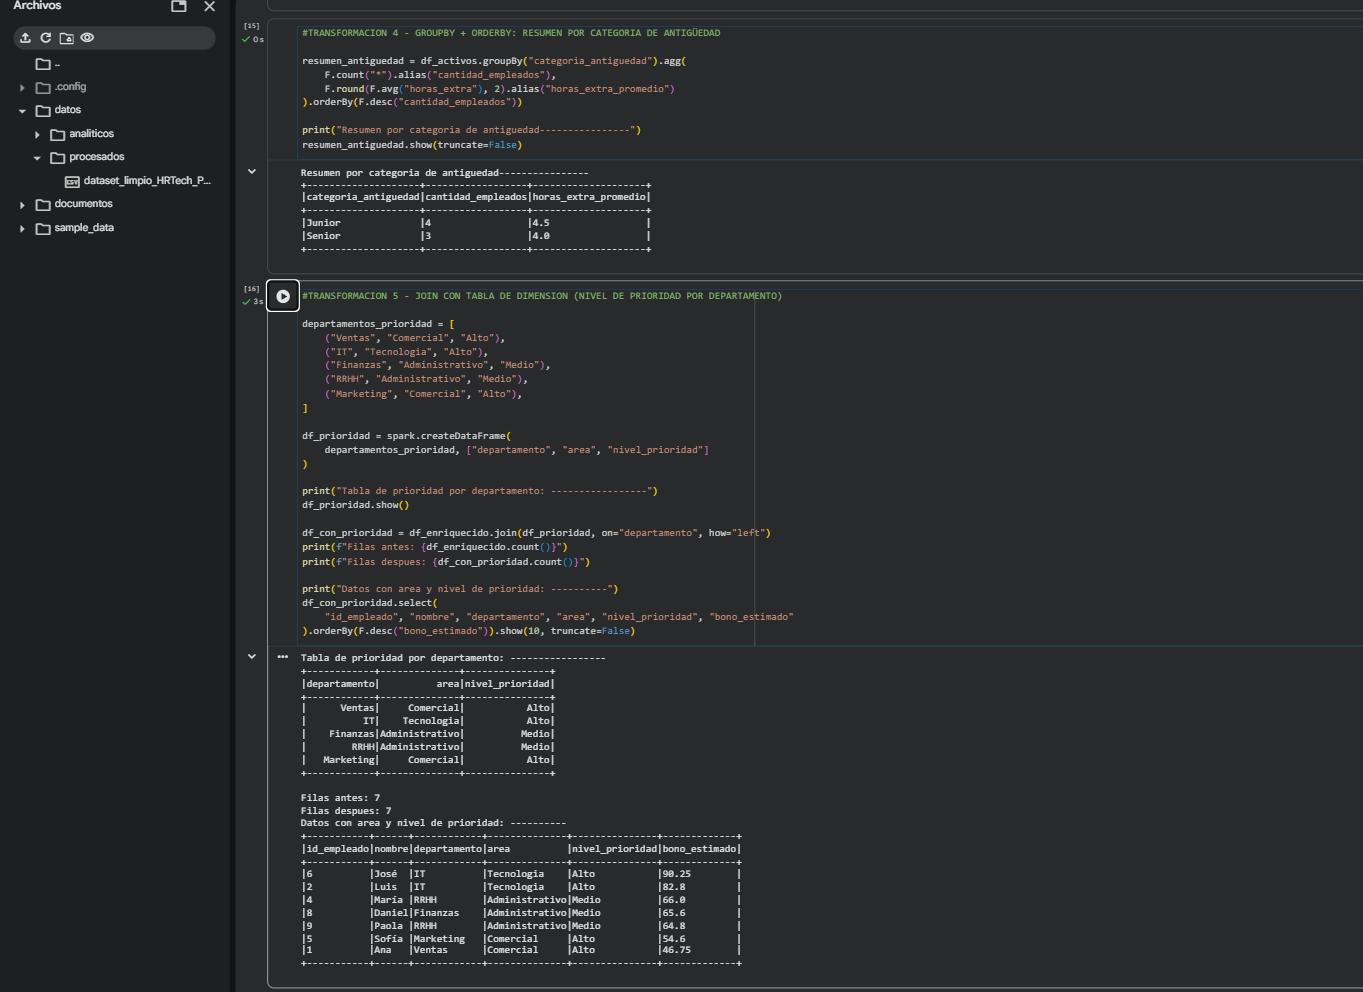 Archivos
..
.config
datos
analiticos
procesados
dataset_limpio_HRTech_P...
documentos
sample_data
[15]
0 s
#TRANSFORMACION 4 - GROUPBY + ORDERBY: RESUMEN POR CATEGORIA DE ANTIGÜEDAD
resumen_antiguedad = df_activos.groupBy("categoria_antiguedad").agg(
    F.count("*").alias("cantidad_empleados"),
    F.round(F.avg("horas_extra"), 2).alias("horas_extra_promedio")
).orderBy(F.desc("cantidad_empleados"))
print("Resumen por categoria de antiguedad----------------")
resumen_antiguedad.show(truncate=False)
Resumen por categoria de antiguedad----------------
+--------------------+------------------+--------------------+
|categoria_antiguedad|cantidad_empleados|horas_extra_promedio|
+--------------------+------------------+--------------------+
|Junior              |4                 |4.5                 |
|Senior              |3                 |4.0                 |
+--------------------+------------------+--------------------+
[16]
3 s
#TRANSFORMACION 5 - JOIN CON TABLA DE DIMENSION (NIVEL DE PRIORIDAD POR DEPARTAMENTO)
departamentos_prioridad = [
    ("Ventas", "Comercial", "Alto"),
    ("IT", "Tecnologia", "Alto"),
    ("Finanzas", "Administrativo", "Medio"),
    ("RRHH", "Administrativo", "Medio"),
    ("Marketing", "Comercial", "Alto"),
]
df_prioridad = spark.createDataFrame(
    departamentos_prioridad, ["departamento", "area", "nivel_prioridad"]
)
print("Tabla de prioridad por departamento: -----------------")
df_prioridad.show()
df_con_prioridad = df_enriquecido.join(df_prioridad, on="departamento", how="left")
print(f"Filas antes: {df_enriquecido.count()}")
print(f"Filas despues: {df_con_prioridad.count()}")
print("Datos con area y nivel de prioridad: ----------")
df_con_prioridad.select(
    "id_empleado", "nombre", "departamento", "area", "nivel_prioridad", "bono_estimado"
).orderBy(F.desc("bono_estimado")).show(10, truncate=False)
Tabla de prioridad por departamento: -----------------
+------------+--------------+---------------+
|departamento|          area|nivel_prioridad|
+------------+--------------+---------------+
|      Ventas|     Comercial|           Alto|
|          IT|    Tecnologia|           Alto|
|    Finanzas|Administrativo|          Medio|
|        RRHH|Administrativo|          Medio|
|   Marketing|     Comercial|           Alto|
+------------+--------------+---------------+
Filas antes: 7
Filas despues: 7
Datos con area y nivel de prioridad: ----------
+-----------+------+------------+--------------+---------------+-------------+
|id_empleado|nombre|departamento|area          |nivel_prioridad|bono_estimado|
+-----------+------+------------+--------------+---------------+-------------+
|6          |José  |IT          |Tecnologia    |Alto           |90.25        |
|2          |Luis  |IT          |Tecnologia    |Alto           |82.8         |
|4          |María |RRHH        |Administrativo|Medio          |66.0         |
|8          |Daniel|Finanzas    |Administrativo|Medio          |65.6         |
|9          |Paola |RRHH        |Administrativo|Medio          |64.8         |
|5          |Sofía |Marketing   |Comercial     |Alto           |54.6         |
|1          |Ana   |Ventas      |Comercial     |Alto           |46.75        |
+-----------+------+------------+--------------+---------------+-------------+